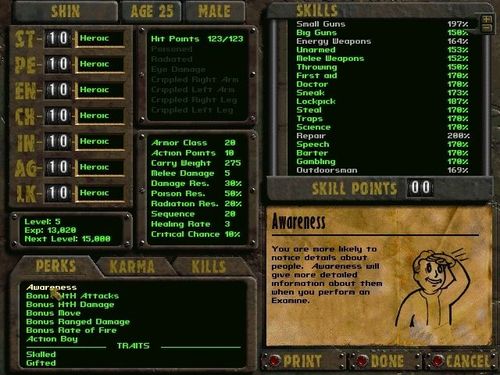 SHIN
AGE 25
MALE
ST 10 Heroic
PE 10 Heroic
EN 10 Heroic
CH 10 Heroic
IN 10 Heroic
AG 10 Heroic
LK 10 Heroic
Level: 5
Exp: 13,020
Next Level: 15,000
Hit Points 123/123
Poisoned
Radiated
Eye Damage
Crippled Right Arm
Crippled Left Arm
Crippled Right Leg
Crippled Left Leg
Armor Class 20
Action Points 10
Carry Weight 275
Melee Damage 5
Damage Res. 30%
Poison Res. 50%
Radiation Res. 20%
Sequence 20
Healing Rate 3
Critical Chance 10%
SKILLS
Small Guns 197%
Big Guns 150%
Energy Weapons 164%
Unarmed 153%
Melee Weapons 152%
Throwing 150%
First aid 170%
Doctor 170%
Sneak 173%
Lockpick 187%
Steal 170%
Traps 170%
Science 170%
Repair 200%
Speech 170%
Barter 170%
Gambling 170%
Outdoorsman 169%
SKILL POINTS 00
PERKS
KARMA
KILLS
Awareness
Bonus HtH Attacks
Bonus HtH Damage
Bonus Move
Bonus Ranged Damage
Bonus Rate of Fire
Action Boy
TRAITS
Skilled
Gifted
Awareness
You are more likely to
notice details about
people. Awareness will
give more detailed
information about them
when you perform an
Examine.
PRINT
DONE
CANCEL